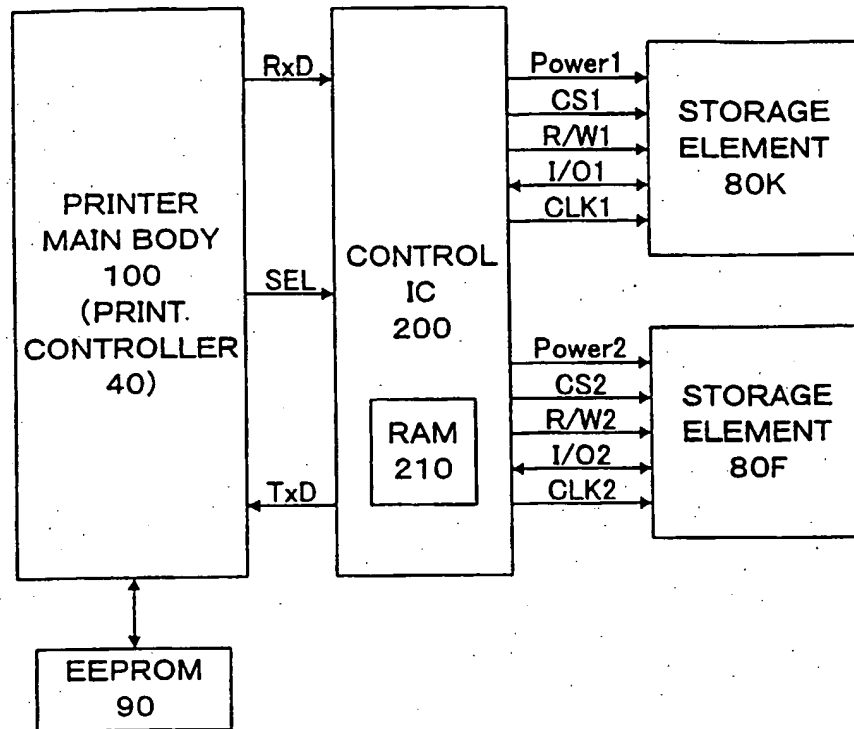 PRINTER
MAIN BODY
100
(PRINT.
CONTROLLER
40)
RxD
SEL
TxD
EEPROM
90
CONTROL
IC
200
RAM
210
Power1
CS1
R/W1
I/O1
CLK1
STORAGE
ELEMENT
80K
Power2
CS2
R/W2
I/O2
CLK2
STORAGE
ELEMENT
80F